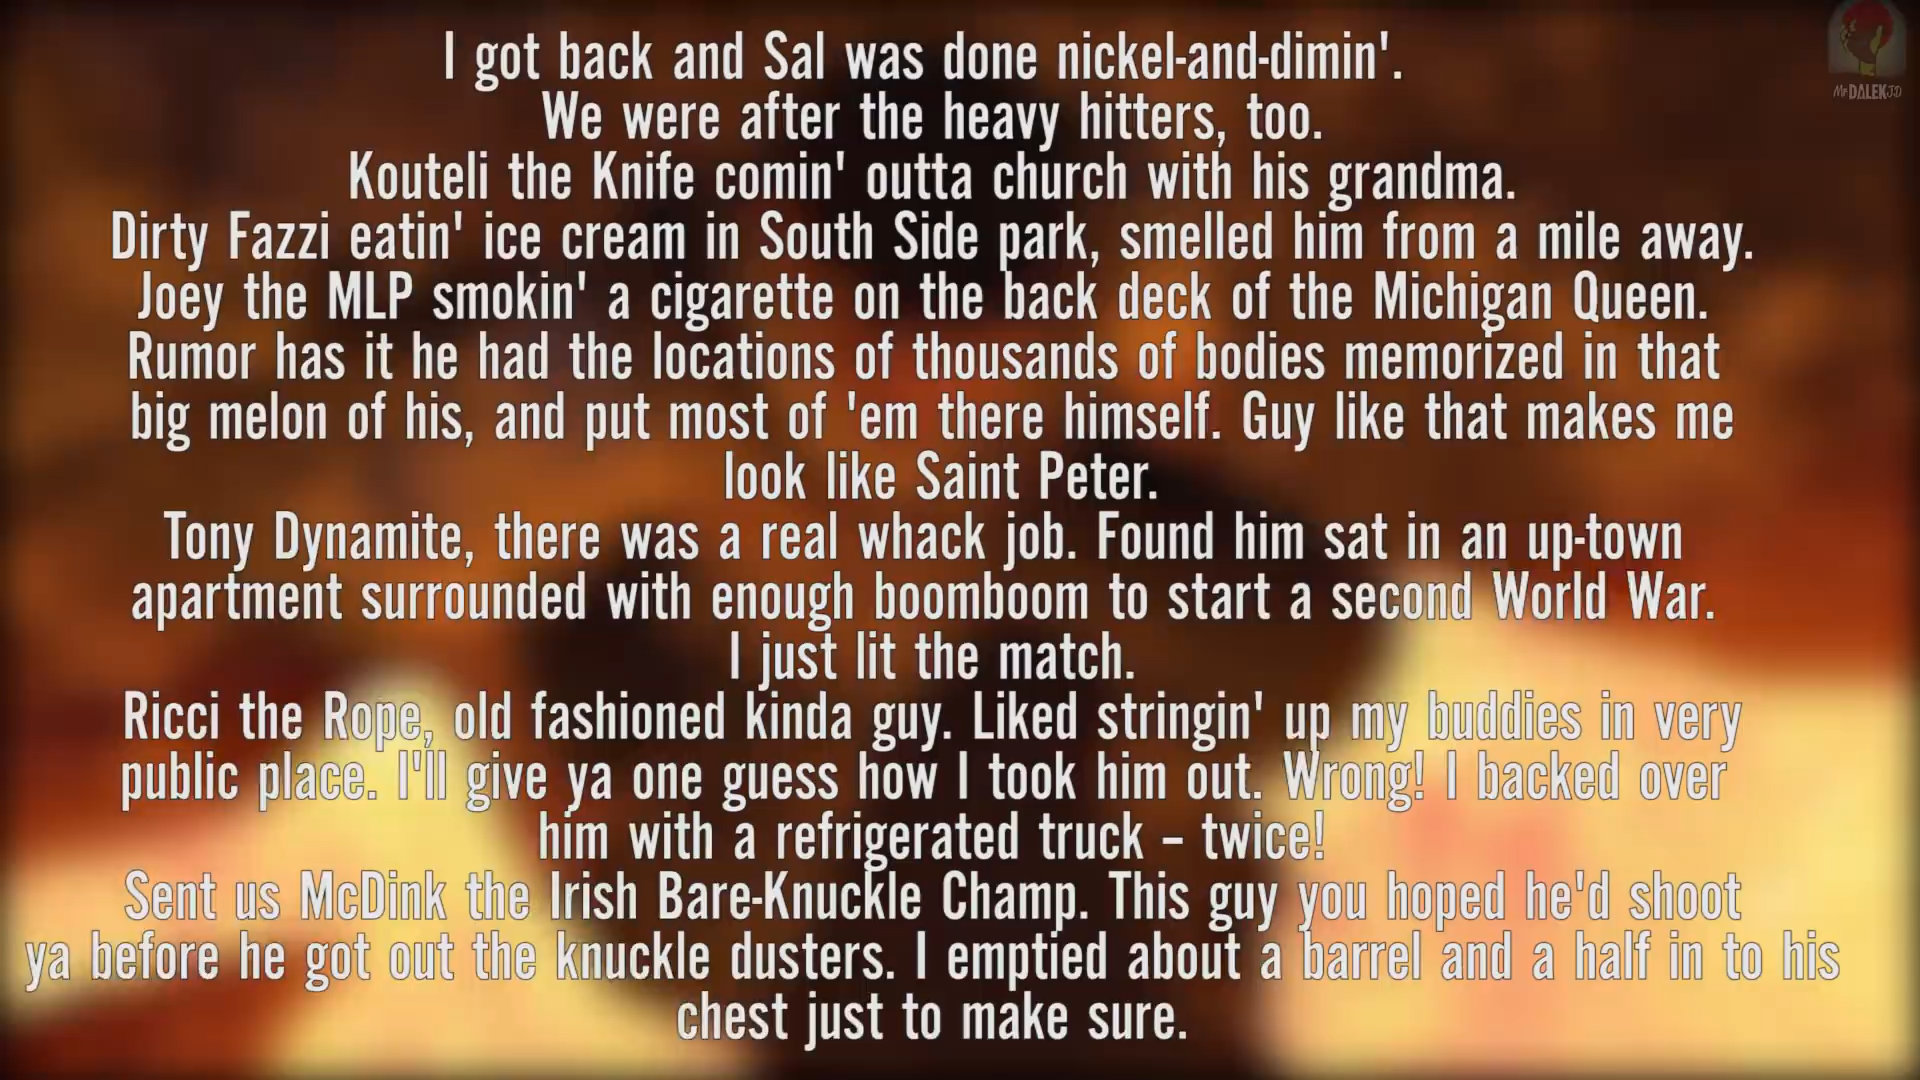 I got back and Sal was done nickel-and-dimin'.
We were after the heavy hitters, too.
Kouteli the Knife comin' outta church with his grandma.
Dirty Fazzi eatin' ice cream in South Side park, smelled him from a mile away.
Joey the MLP smokin' a cigarette on the back deck of the Michigan Queen.
Rumor has it he had the locations of thousands of bodies memorized in that
big melon of his, and put most of 'em there himself. Guy like that makes me
look like Saint Peter.
Tony Dynamite, there was a real whack job. Found him sat in an up-town
apartment surrounded with enough boomboom to start a second World War.
I just lit the match.
Ricci the Rope, old fashioned kinda guy. Liked stringin' up my buddies in very
public place. I'll give ya one guess how I took him out. Wrong! I backed over
him with a refrigerated truck – twice!
Sent us McDink the Irish Bare-Knuckle Champ. This guy you hoped he'd shoot
ya before he got out the knuckle dusters. I emptied about a barrel and a half in to his
chest just to make sure.
Mr DALEK JD